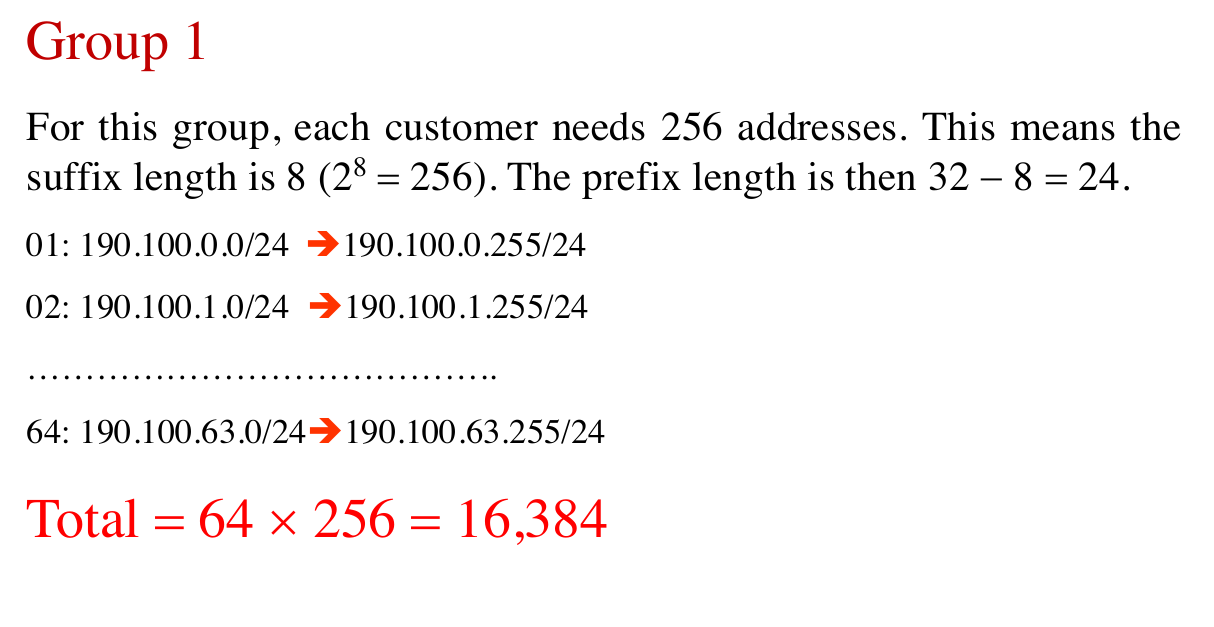 Group 1
For this group, each customer needs 256 addresses. This means the
suffix length is 8 (2⁸ = 256). The prefix length is then 32 – 8 = 24.
01: 190.100.0.0/24 ➔190.100.0.255/24
02: 190.100.1.0/24 ➔190.100.1.255/24
…………………………………..
64: 190.100.63.0/24➔190.100.63.255/24
Total = 64 × 256 = 16,384